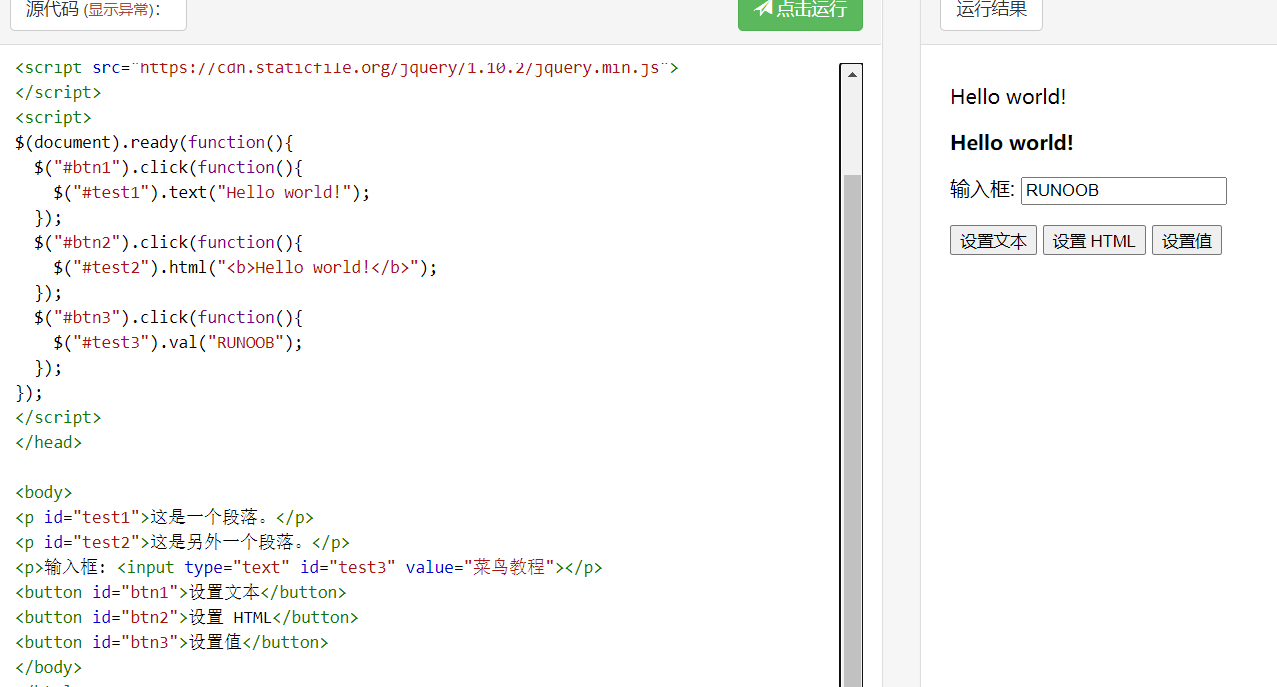 源代码 (显示异常):
点击运行
<script src="https://cdn.staticfile.org/jquery/1.10.2/jquery.min.js">
</script>
<script>
$(document).ready(function(){
  $("#btn1").click(function(){
    $("#test1").text("Hello world!");
  });
  $("#btn2").click(function(){
    $("#test2").html("<b>Hello world!</b>");
  });
  $("#btn3").click(function(){
    $("#test3").val("RUNOOB");
  });
});
</script>
</head>
<body>
<p id="test1">这是一个段落。</p>
<p id="test2">这是另外一个段落。</p>
<p>输入框: <input type="text" id="test3" value="菜鸟教程"></p>
<button id="btn1">设置文本</button>
<button id="btn2">设置 HTML</button>
<button id="btn3">设置值</button>
</body>
运行结果
Hello world!
Hello world!
输入框: RUNOOB
设置文本 设置 HTML 设置值